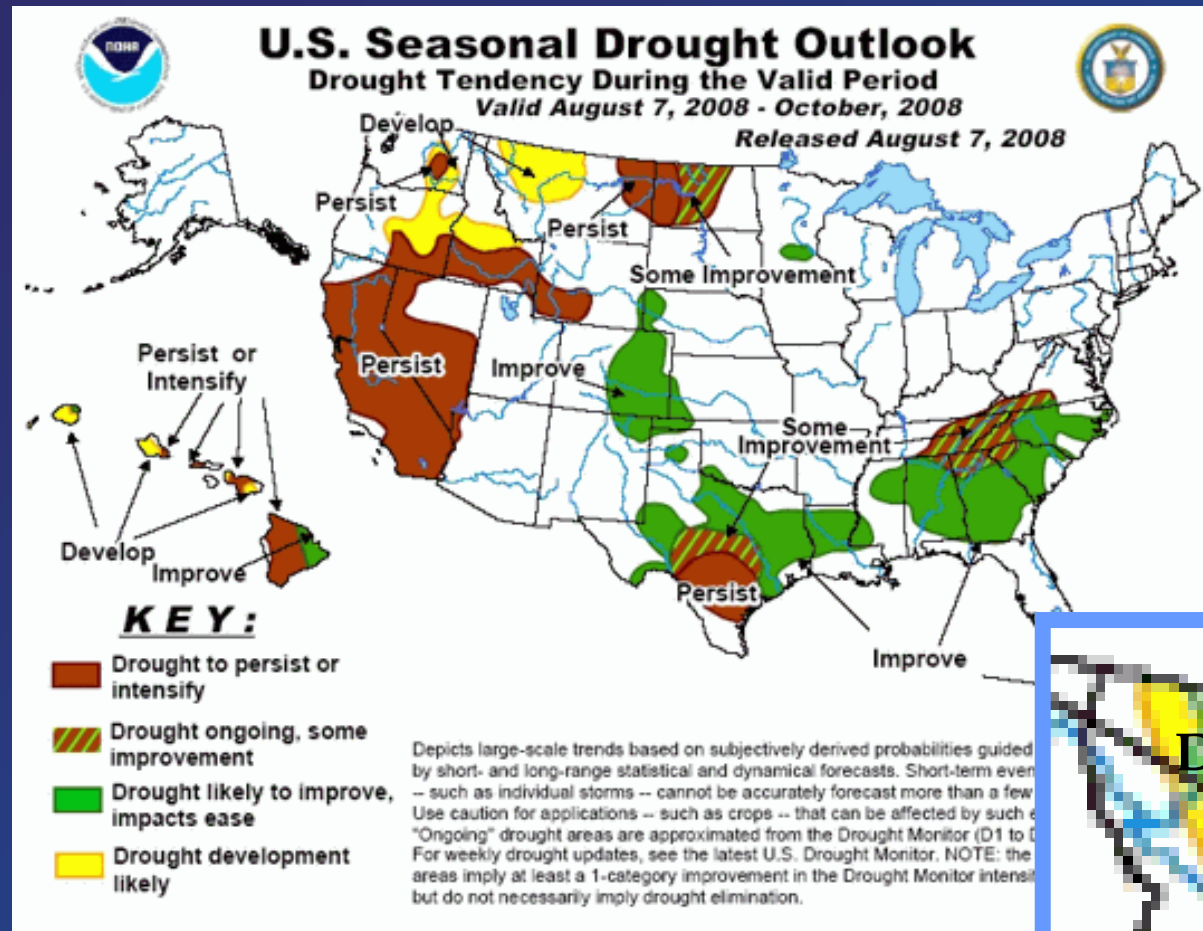 NOAA
U.S. Seasonal Drought Outlook
Drought Tendency During the Valid Period
Valid August 7, 2008 - October, 2008
Released August 7, 2008
Develop
Persist
Persist
Some Improvement
Persist
Improve
Some
Improvement
Persist or
Intensify
Develop
Improve
Persist
Improve
KEY:
Drought to persist or
intensify
Drought ongoing, some
improvement
Drought likely to improve,
impacts ease
Drought development
likely
Depicts large-scale trends based on subjectively derived probabilities guided
by short- and long-range statistical and dynamical forecasts. Short-term even
-- such as individual storms -- cannot be accurately forecast more than a few
Use caution for applications -- such as crops -- that can be affected by such e
"Ongoing" drought areas are approximated from the Drought Monitor (D1 to D
For weekly drought updates, see the latest U.S. Drought Monitor. NOTE: the
areas imply at least a 1-category improvement in the Drought Monitor intensi
but do not necessarily imply drought elimination.
D